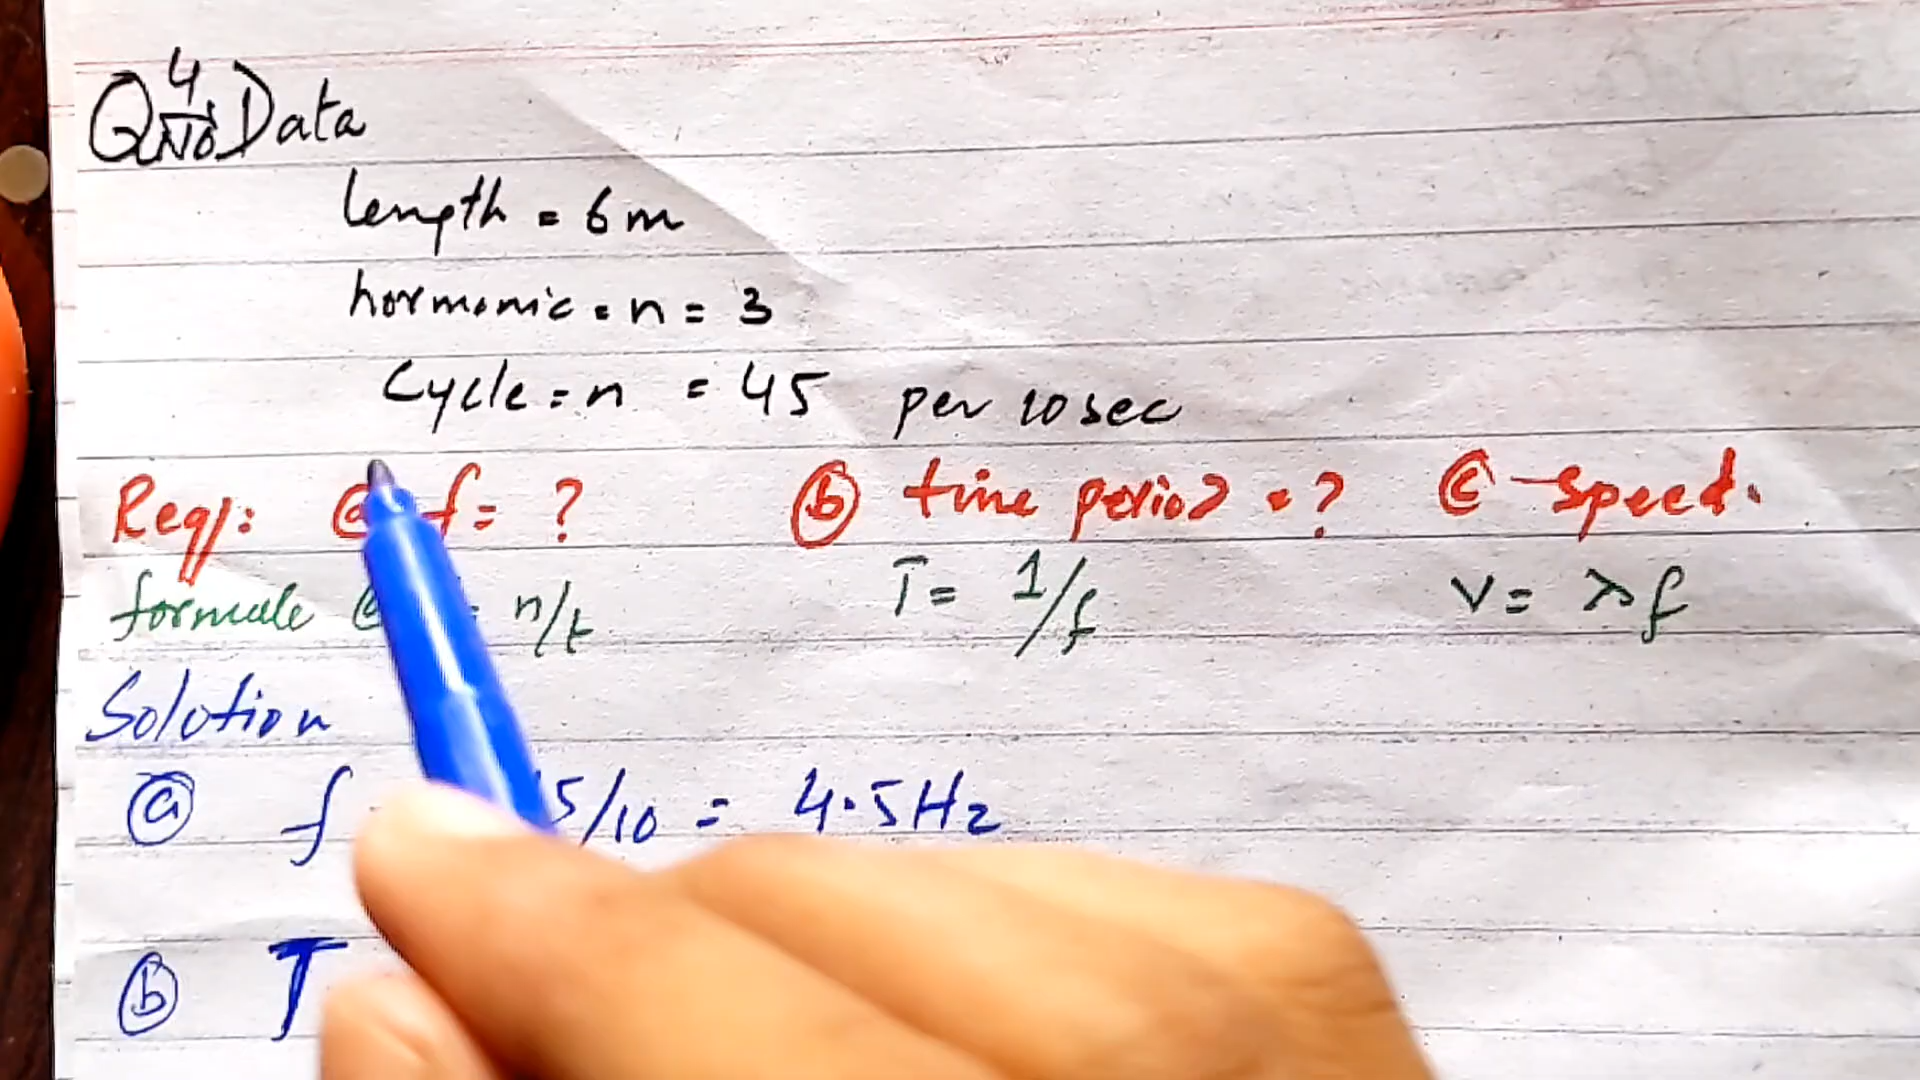 Q 4 No Data
length = 6m
hormonic = n = 3
Cycle = n = 45 per 10 sec
Req: f = ? (b) time period = ? (c) Speed.
formule = n/t T = 1/f V = λf
Solution
(a) f 5/10 = 4.5Hz
(b) T